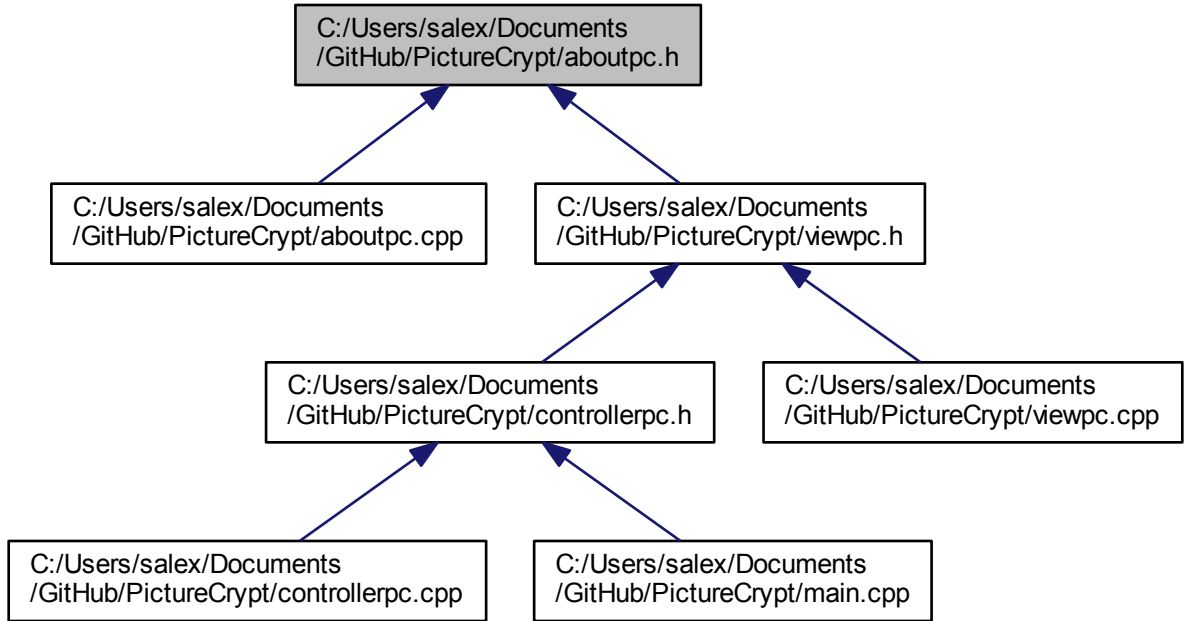 C:/Users/salex/Documents
/GitHub/PictureCrypt/aboutpc.h
C:/Users/salex/Documents
/GitHub/PictureCrypt/aboutpc.cpp
C:/Users/salex/Documents
/GitHub/PictureCrypt/viewpc.h
C:/Users/salex/Documents
/GitHub/PictureCrypt/controllerpc.h
C:/Users/salex/Documents
/GitHub/PictureCrypt/viewpc.cpp
C:/Users/salex/Documents
/GitHub/PictureCrypt/controllerpc.cpp
C:/Users/salex/Documents
/GitHub/PictureCrypt/main.cpp